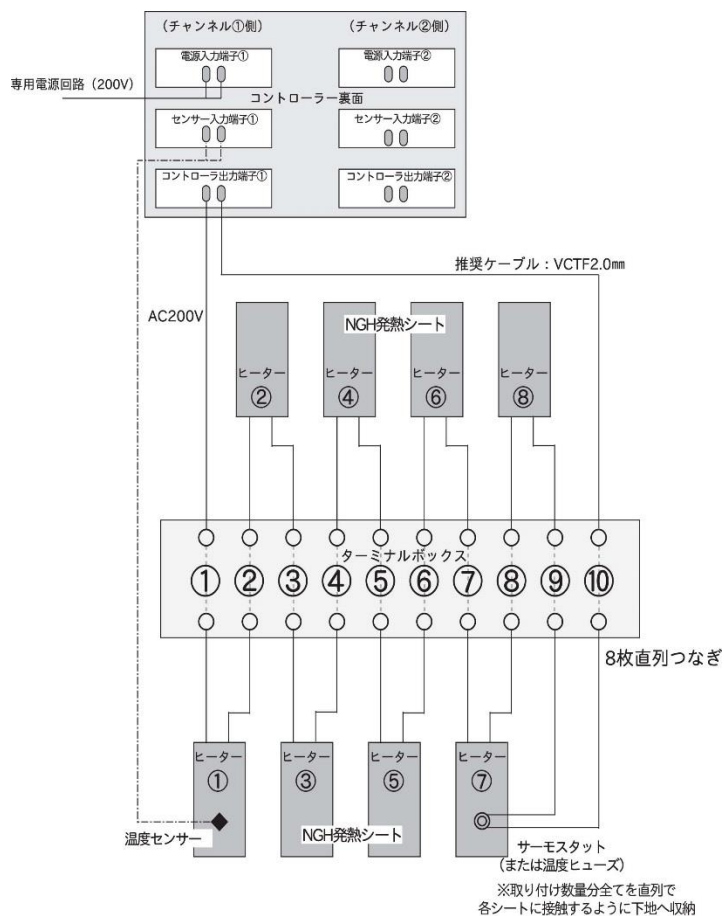 (チャンネル①側)
(チャンネル②側)
電源入力端子①
電源入力端子②
専用電源回路(200V)
コントローラー裏面
センサー入力端子①
センサー入力端子②
コントローラ出力端子①
コントローラ出力端子②
推奨ケーブル:VCTF2.0㎜
AC200V
NGH発熱シート
ヒーター
②
ヒーター
④
ヒーター
⑥
ヒーター
⑧
ターミナルボックス
① ② ③ ④ ⑤ ⑥ ⑦ ⑧ ⑨ ⑩
8枚直列つなぎ
ヒーター
①
ヒーター
③
ヒーター
⑤
ヒーター
⑦
温度センサー
NGH発熱シート
サーモスタット
(または温度ヒューズ)
※取り付け数量分全てを直列で
各シートに接触するように下地へ収納